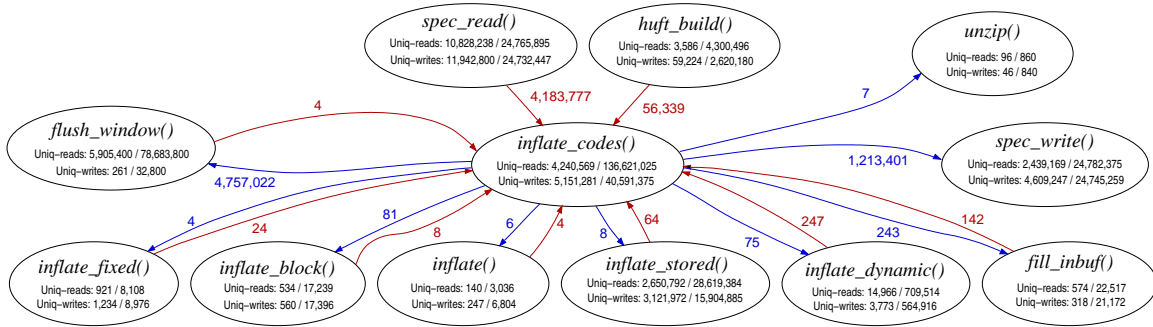 spec_read()
Uniq-reads: 10,828,238 / 24,765,895
Uniq-writes: 11,942,800 / 24,732,447
huft_build()
Uniq-reads: 3,586 / 4,300,496
Uniq-writes: 59,224 / 2,620,180
unzip()
Uniq-reads: 96 / 860
Uniq-writes: 46 / 840
4,183,777
56,339
7
4
flush_window()
Uniq-reads: 5,905,400 / 78,683,800
Uniq-writes: 261 / 32,800
inflate_codes()
Uniq-reads: 4,240,569 / 136,621,025
Uniq-writes: 5,151,281 / 40,591,375
spec_write()
Uniq-reads: 2,439,169 / 24,782,375
Uniq-writes: 4,609,247 / 24,745,259
1,213,401
4,757,022
4
24
81
8
6
4
8
64
75
247
243
142
inflate_fixed()
Uniq-reads: 921 / 8,108
Uniq-writes: 1,234 / 8,976
inflate_block()
Uniq-reads: 534 / 17,239
Uniq-writes: 560 / 17,396
inflate()
Uniq-reads: 140 / 3,036
Uniq-writes: 247 / 6,804
inflate_stored()
Uniq-reads: 2,650,792 / 28,619,384
Uniq-writes: 3,121,972 / 15,904,885
inflate_dynamic()
Uniq-reads: 14,966 / 709,514
Uniq-writes: 3,773 / 564,916
fill_inbuf()
Uniq-reads: 574 / 22,517
Uniq-writes: 318 / 21,172